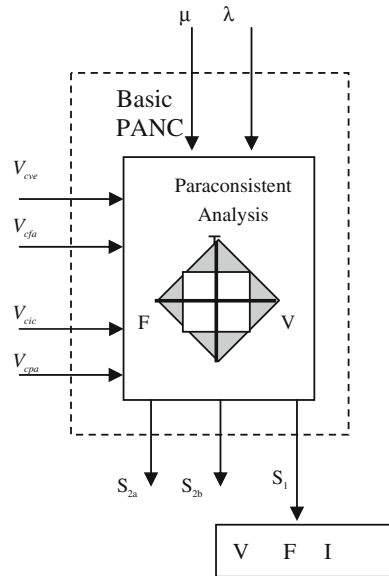 μ λ
Basic
PANC
V_cve
Paraconsistent
Analysis
T
V_cfa
V_cic
F V
V_cpa
S_2a S_2b S_1
V F I